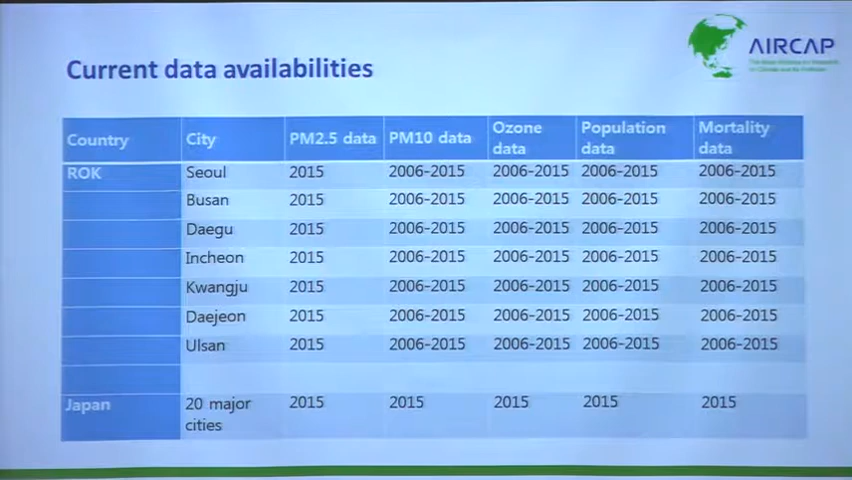 AIRCAP
Current data availabilities
Country City PM2.5 data PM10 data Ozone data Population data Mortality data
ROK Seoul 2015 2006-2015 2006-2015 2006-2015 2006-2015
Busan 2015 2006-2015 2006-2015 2006-2015 2006-2015
Daegu 2015 2006-2015 2006-2015 2006-2015 2006-2015
Incheon 2015 2006-2015 2006-2015 2006-2015 2006-2015
Kwangju 2015 2006-2015 2006-2015 2006-2015 2006-2015
Daejeon 2015 2006-2015 2006-2015 2006-2015 2006-2015
Ulsan 2015 2006-2015 2006-2015 2006-2015 2006-2015
Japan 20 major cities 2015 2015 2015 2015 2015